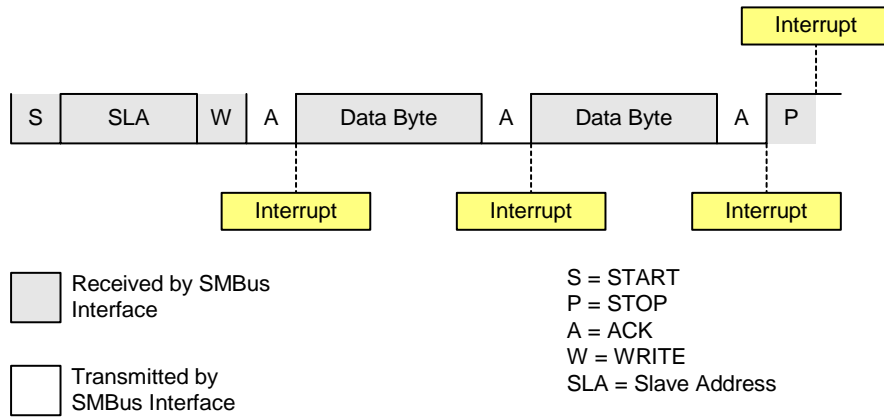 Interrupt
S SLA W A Data Byte A Data Byte A P
Interrupt Interrupt Interrupt
Received by SMBus
Interface
Transmitted by
SMBus Interface
S = START
P = STOP
A = ACK
W = WRITE
SLA = Slave Address